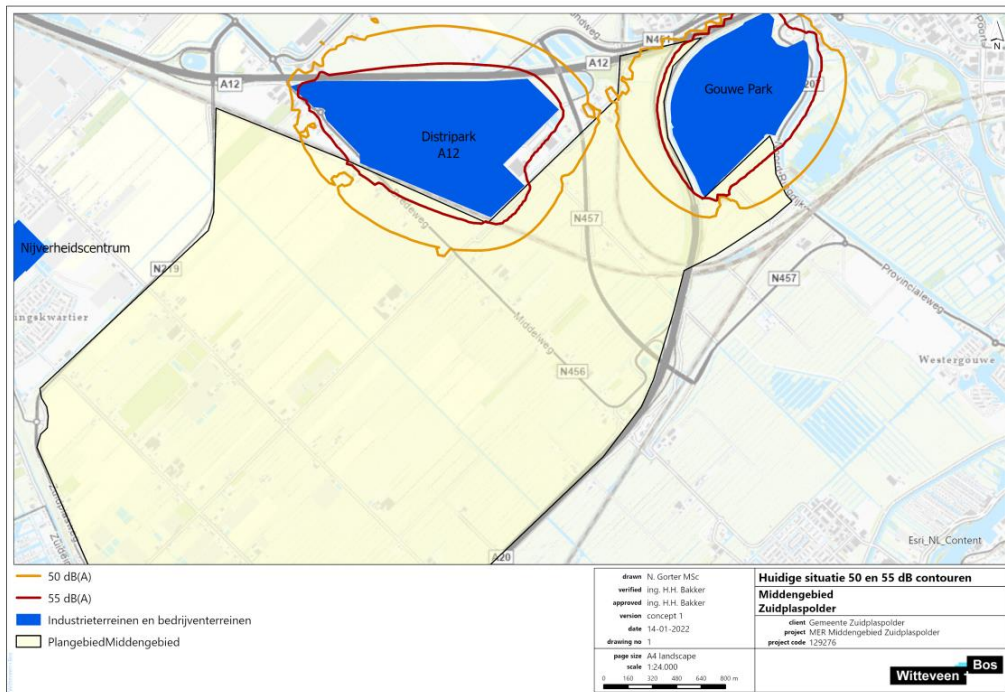 N451
A12
A12
N
Gouwe Park
Distripark
A12
Nijverheidscentrum
N219
N457
Middelweg
N457
Provincialeweg
ingskwartier
N456
Westergouwe
Zuidplasweg
A20
Esri_NL_Content
50 dB(A)
55 dB(A)
Industrieterreinen en bedrijventerreinen
PlangebiedMiddengebied
drawn N. Gorter MSc
verified ing. H.H. Bakker
approved ing. H.H. Bakker
version concept 1
date 14-01-2022
drawing no 1
page size A4 landscape
scale 1:24.000
0 160 320 480 640 800 m
Huidige situatie 50 en 55 dB contouren
Middengebied
Zuidplaspolder
client Gemeente Zuidplaspolder
project MER Middengebied Zuidplaspolder
project code 129276
Witteveen + Bos